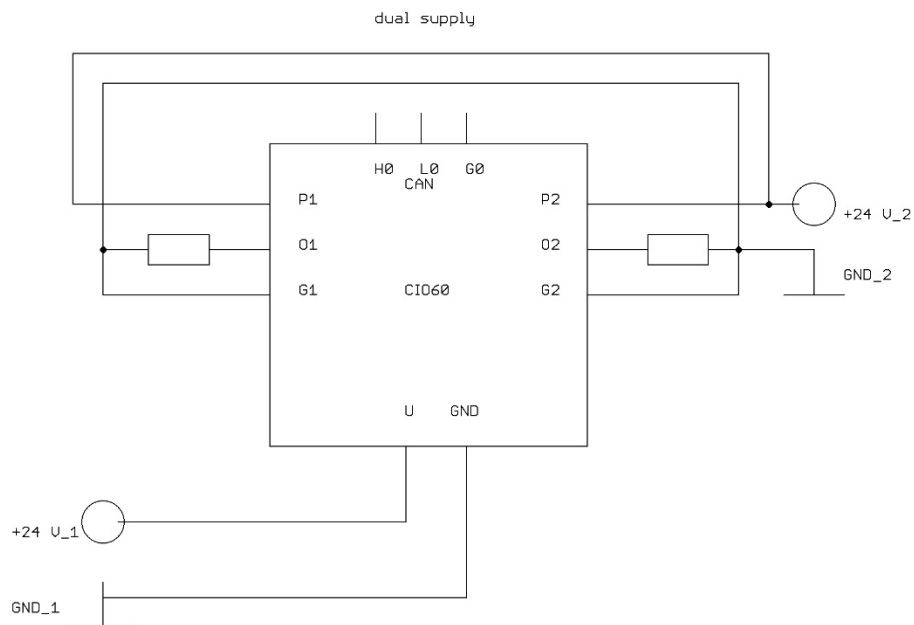 dual supply
H0 L0 G0
CAN
P1 P2
+24 V_2
O1 O2
GND_2
G1 CIO60 G2
U GND
+24 V_1
GND_1